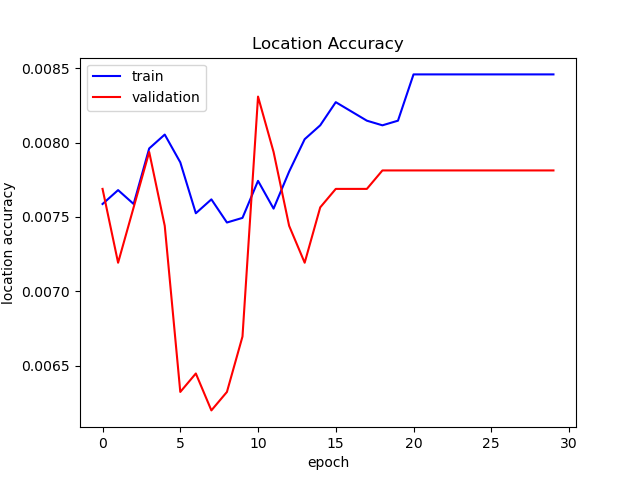 Location Accuracy
train
validation
0.0085
0.0080
0.0075
0.0070
0.0065
location accuracy
0 5 10 15 20 25 30
epoch